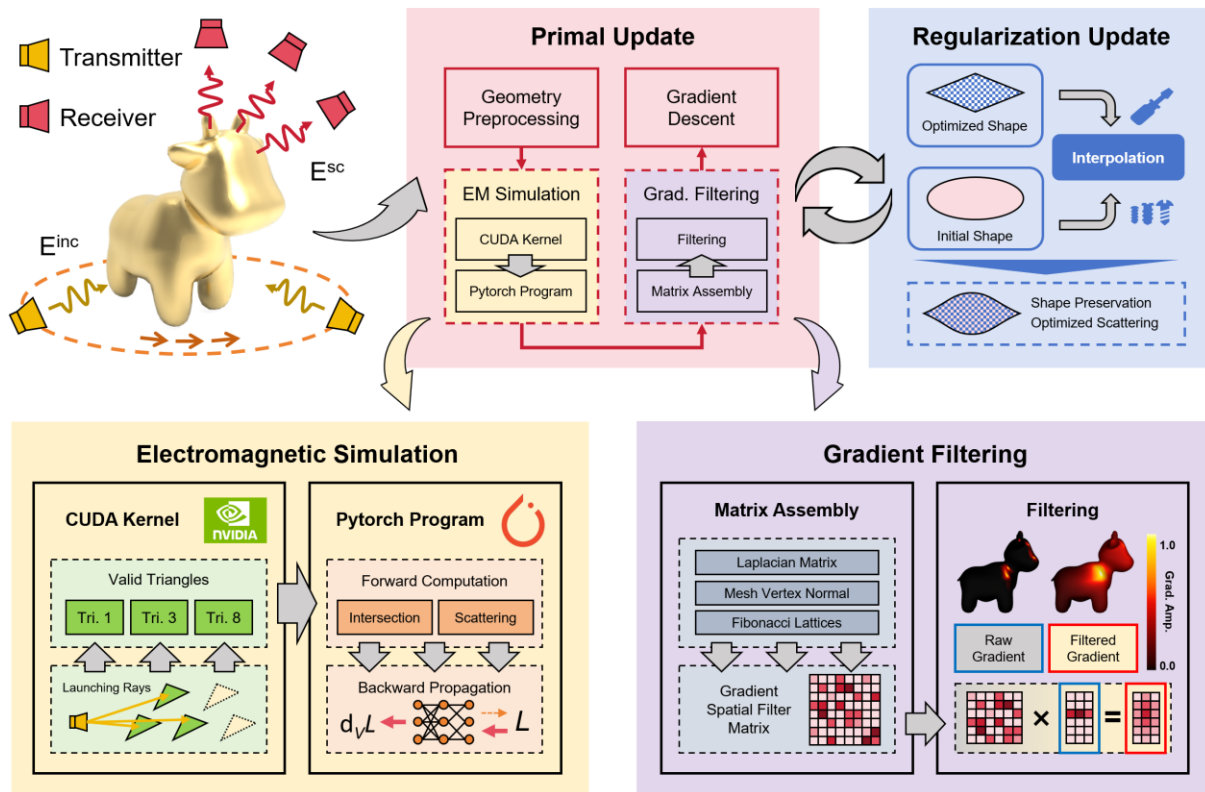 Transmitter
Receiver
E^sc
E^inc
Primal Update
Geometry
Preprocessing
Gradient
Descent
EM Simulation
CUDA Kernel
Pytorch Program
Grad. Filtering
Filtering
Matrix Assembly
Regularization Update
Optimized Shape
Interpolation
Initial Shape
Shape Preservation
Optimized Scattering
Electromagnetic Simulation
CUDA Kernel
NVIDIA
Valid Triangles
Tri. 1
Tri. 3
Tri. 8
Launching Rays
Pytorch Program
Forward Computation
Intersection
Scattering
Backward Propagation
d_V L
L
Gradient Filtering
Matrix Assembly
Laplacian Matrix
Mesh Vertex Normal
Fibonacci Lattices
Gradient
Spatial Filter
Matrix
Filtering
1.0
Grad. Amp.
0.0
Raw
Gradient
Filtered
Gradient
× =